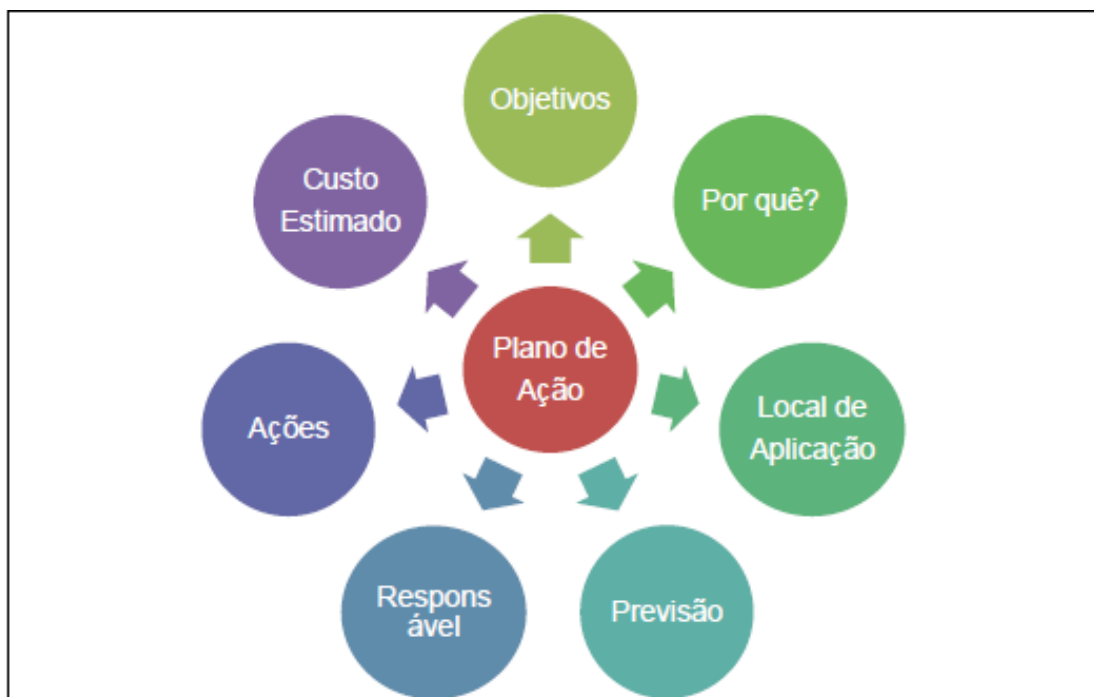 Objetivos
Por quê?
Local de
Aplicação
Previsão
Respons
ável
Ações
Custo
Estimado
Plano de
Ação